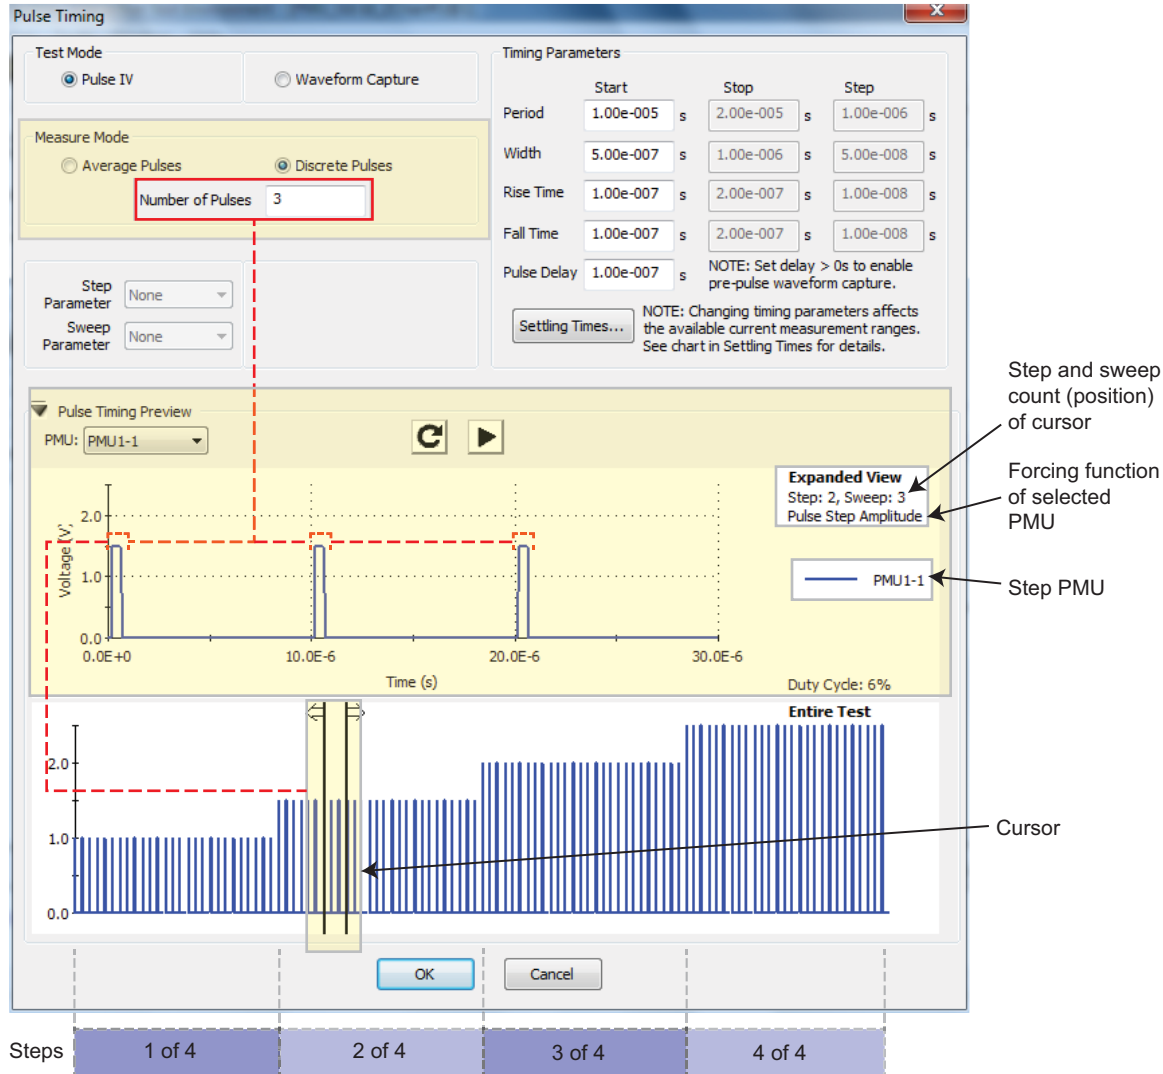 Pulse Timing
X
Test Mode
Pulse IV
Waveform Capture
Measure Mode
Average Pulses
Discrete Pulses
Number of Pulses 3
Step Parameter None
Sweep Parameter None
Timing Parameters
Start Stop Step
Period 1.00e-005 s 2.00e-005 s 1.00e-006 s
Width 5.00e-007 s 1.00e-006 s 5.00e-008 s
Rise Time 1.00e-007 s 2.00e-007 s 1.00e-008 s
Fall Time 1.00e-007 s 2.00e-007 s 1.00e-008 s
Pulse Delay 1.00e-007 s
NOTE: Set delay > 0s to enable
pre-pulse waveform capture.
Settling Times...
NOTE: Changing timing parameters affects
the available current measurement ranges.
See chart in Settling Times for details.
Pulse Timing Preview
PMU: PMU1-1
Expanded View
Step: 2, Sweep: 3
Pulse Step Amplitude
PMU1-1
Voltage (V)
2.0
1.0
0.0
0.0E+0 10.0E-6 20.0E-6 30.0E-6
Time (s)
Duty Cycle: 6%
Entire Test
2.0
1.0
0.0
OK
Cancel
Step and sweep
count (position)
of cursor
Forcing function
of selected
PMU
Step PMU
Cursor
Steps 1 of 4 2 of 4 3 of 4 4 of 4